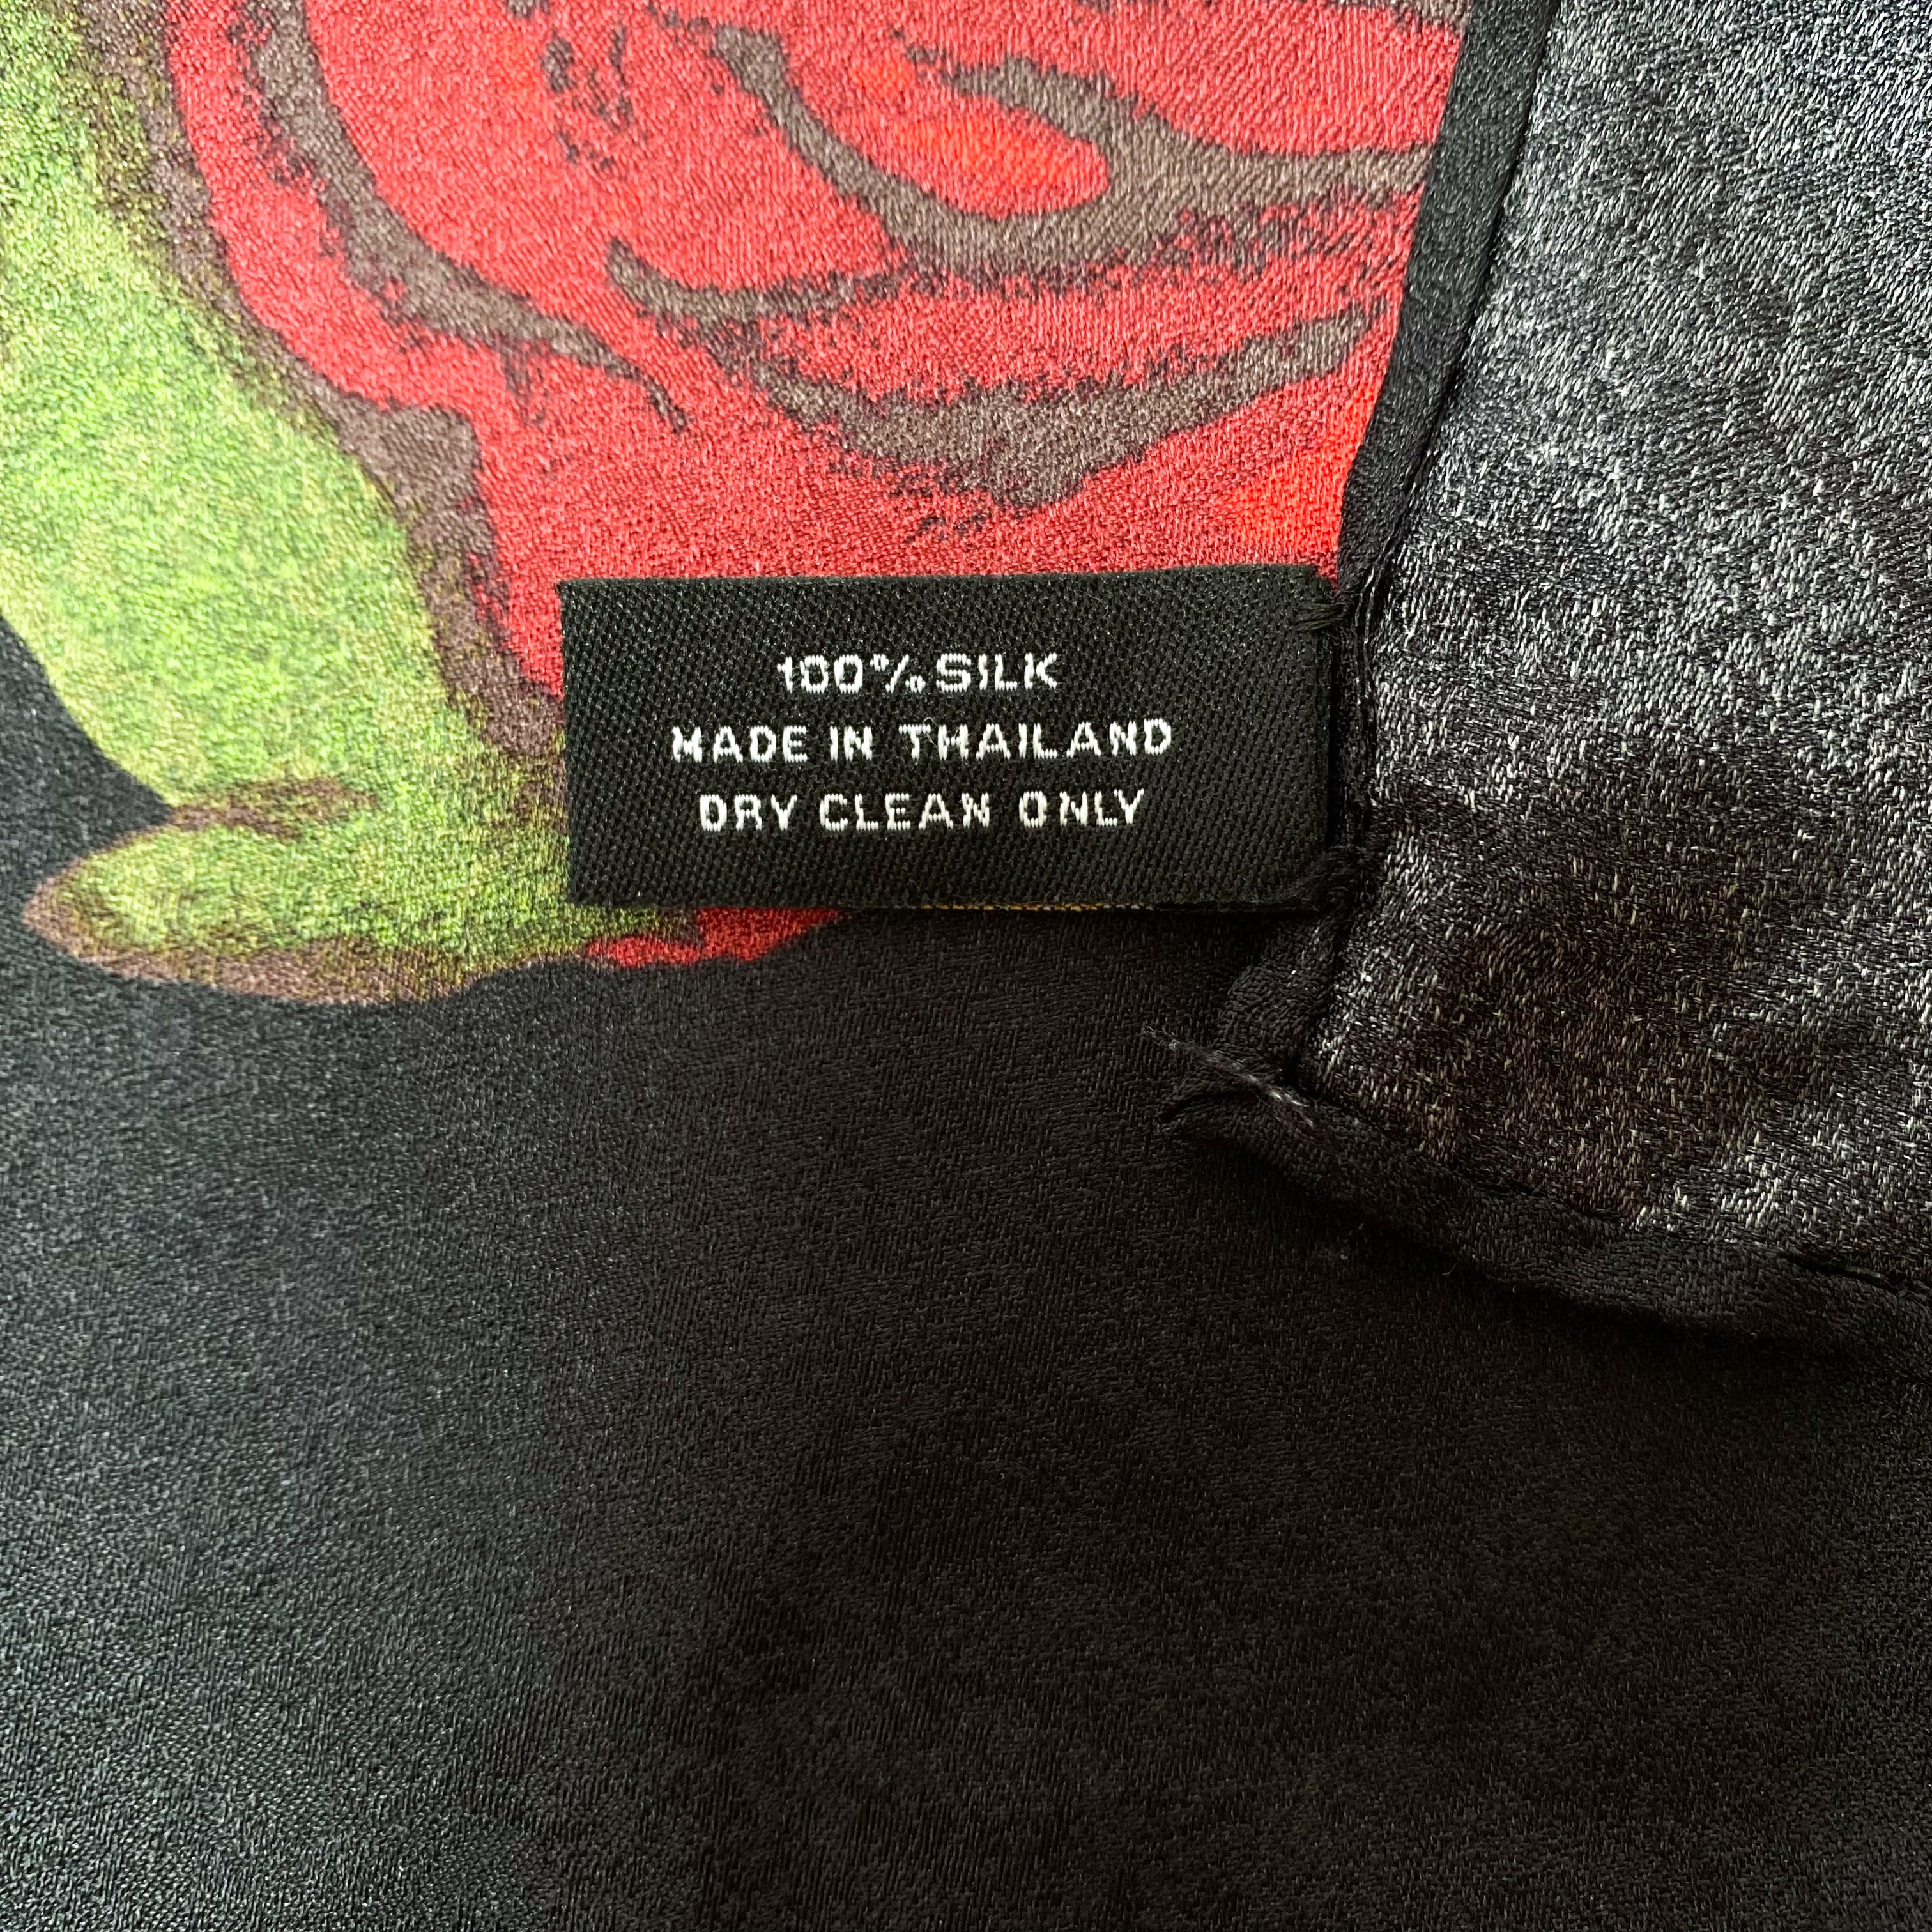 100% SILK
MADE IN THAILAND
DRY CLEAN ONLY